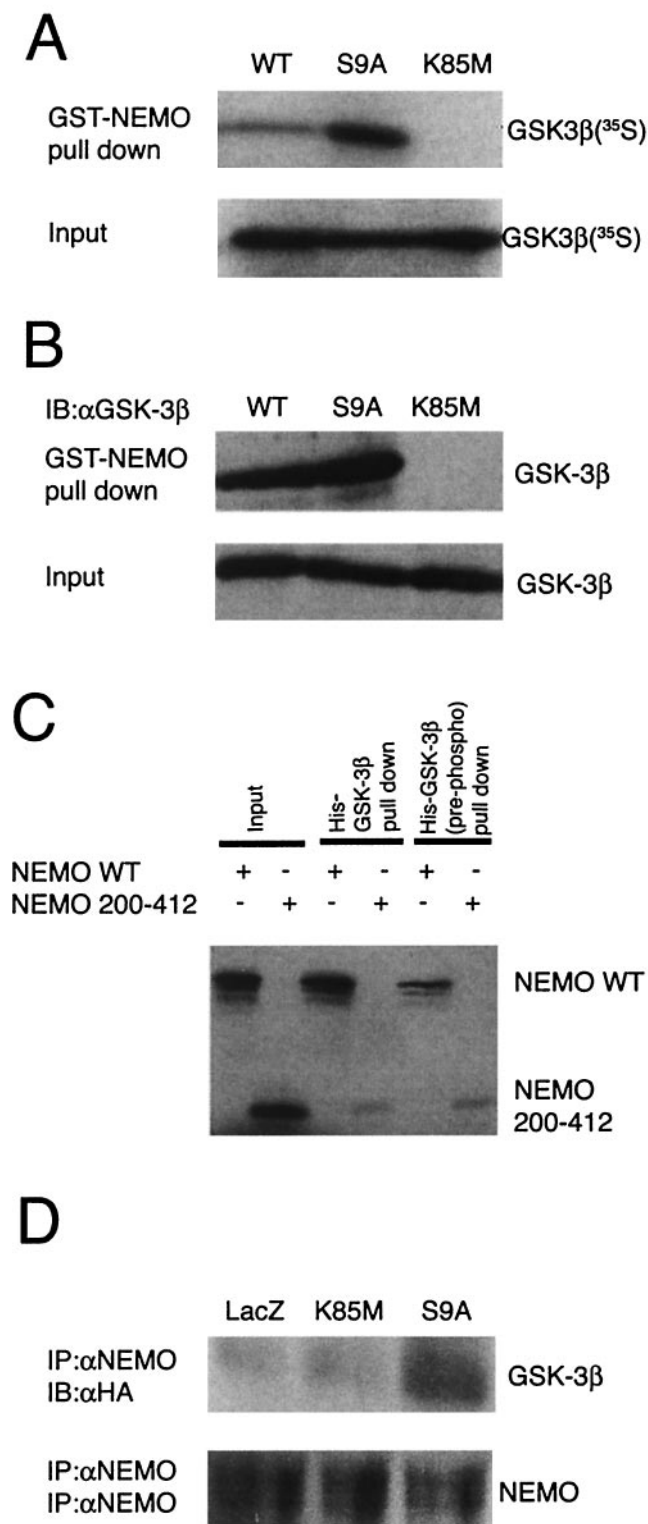 A
WT S9A K85M
GST-NEMO
pull down
GSK3β(³⁵S)
Input
GSK3β(³⁵S)
B
IB:αGSK-3β WT S9A K85M
GST-NEMO
pull down
GSK-3β
Input
GSK-3β
C
Input
His-
GSK-3β
pull down
His-GSK-3β
(pre-phospho)
pull down
NEMO WT + - + - + -
NEMO 200-412 - + - + - +
NEMO WT
NEMO
200-412
D
LacZ K85M S9A
IP:αNEMO
IB:αHA
GSK-3β
IP:αNEMO
IP:αNEMO
NEMO